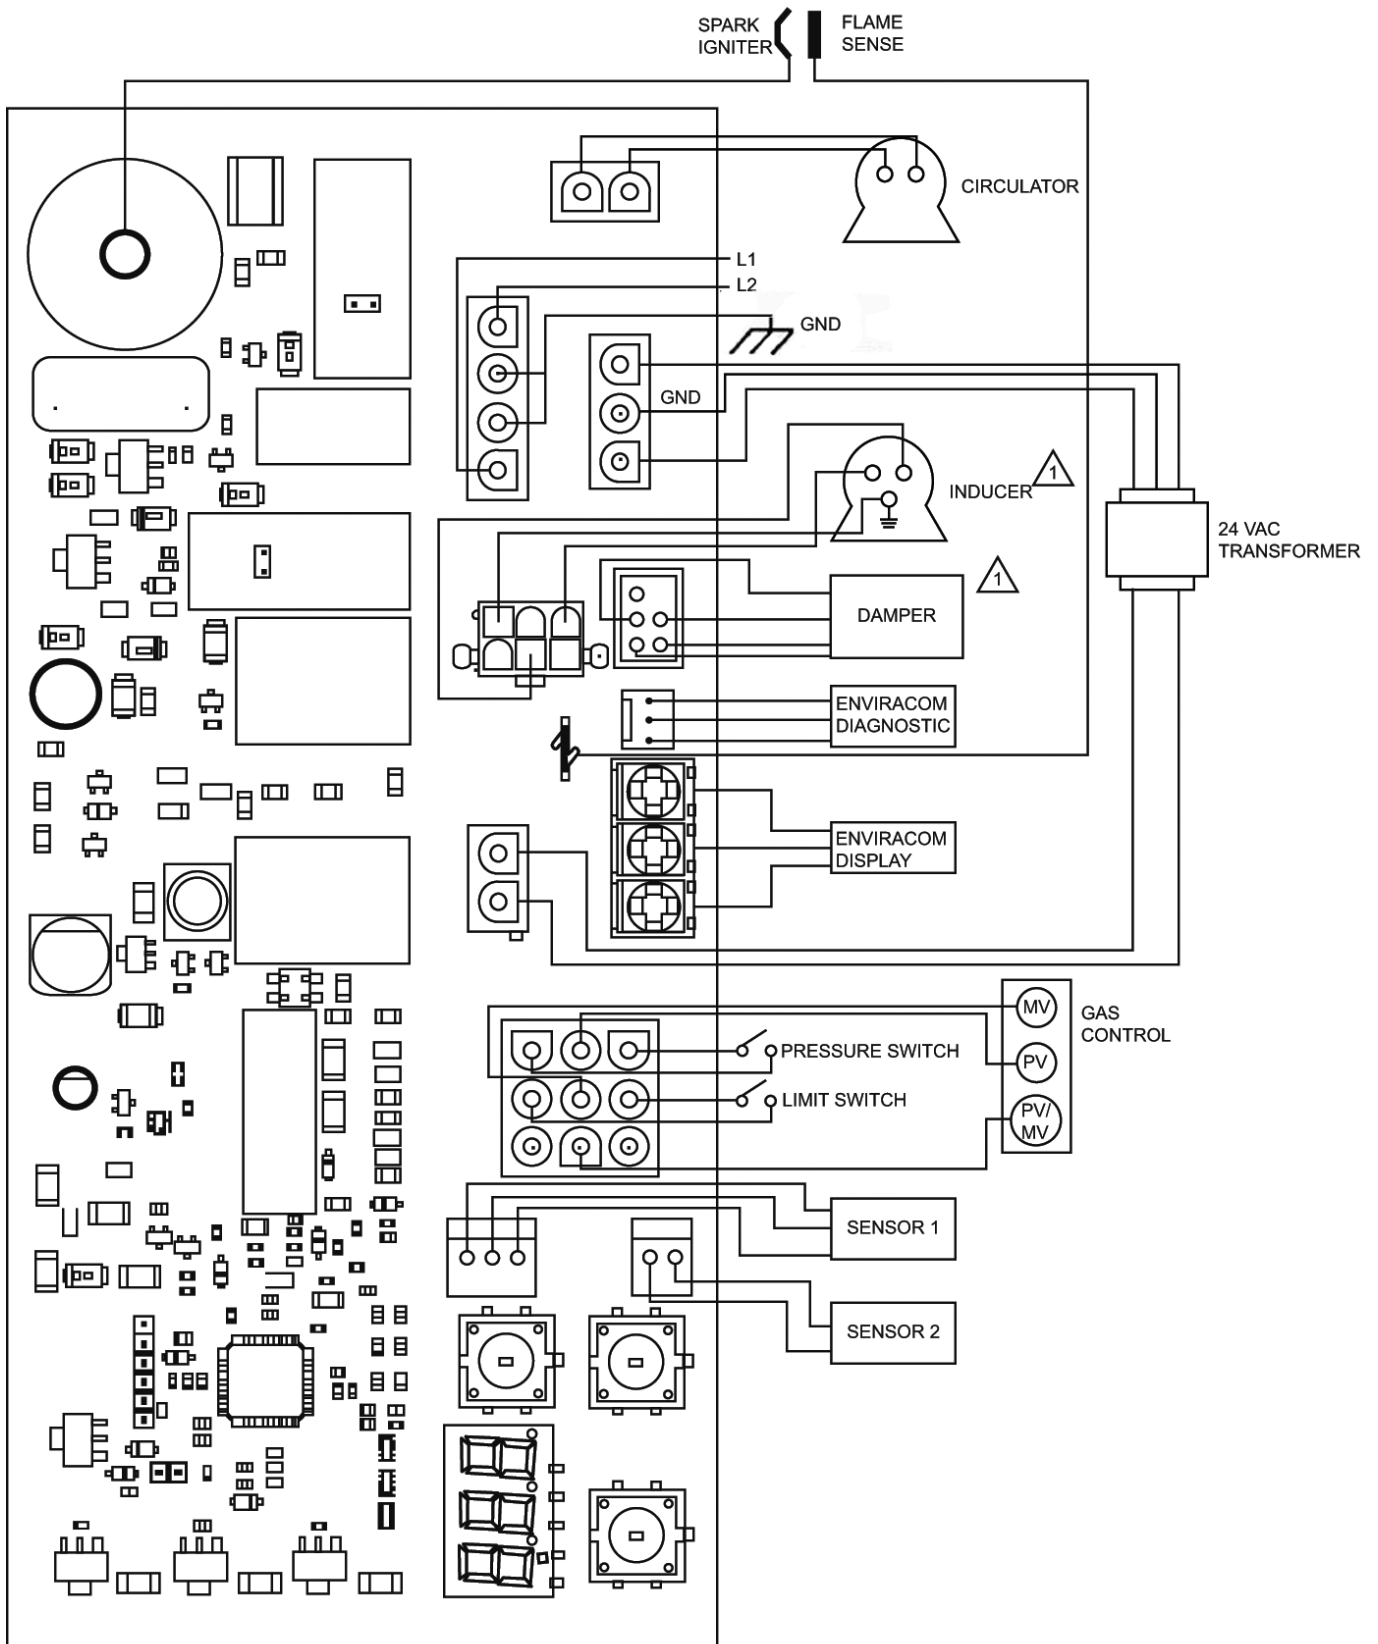 SPARK
IGNITER
FLAME
SENSE
CIRCULATOR
L1
L2
GND
GND
INDUCER
1
24 VAC
TRANSFORMER
1
DAMPER
ENVIRACOM
DIAGNOSTIC
ENVIRACOM
DISPLAY
MV
GAS
CONTROL
PRESSURE SWITCH
PV
LIMIT SWITCH
PV/
MV
SENSOR 1
SENSOR 2